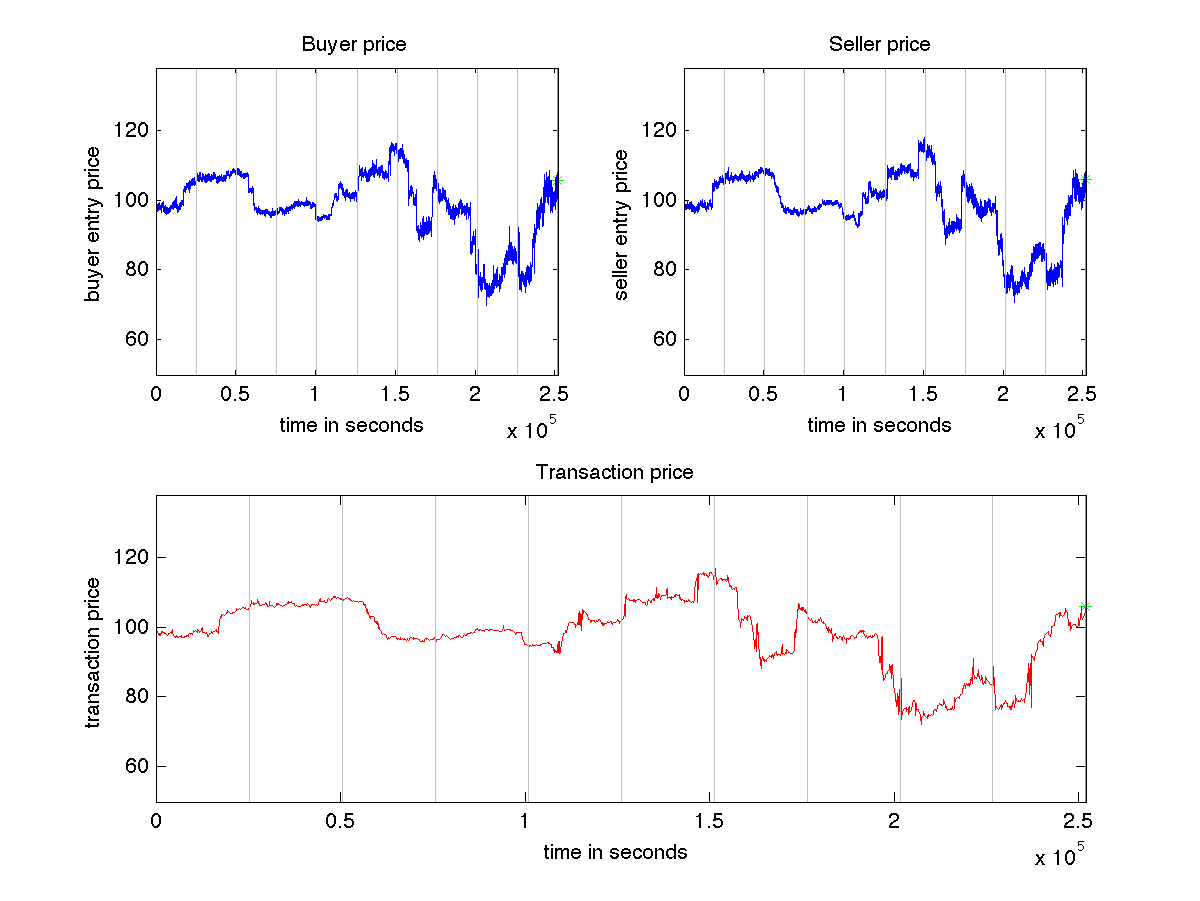 Buyer price
buyer entry price
120
100
80
60
0 0.5 1 1.5 2 2.5
time in seconds
x 10^5
Seller price
seller entry price
120
100
80
60
0 0.5 1 1.5 2 2.5
time in seconds
x 10^5
Transaction price
transaction price
120
100
80
60
0 0.5 1 1.5 2 2.5
time in seconds
x 10^5